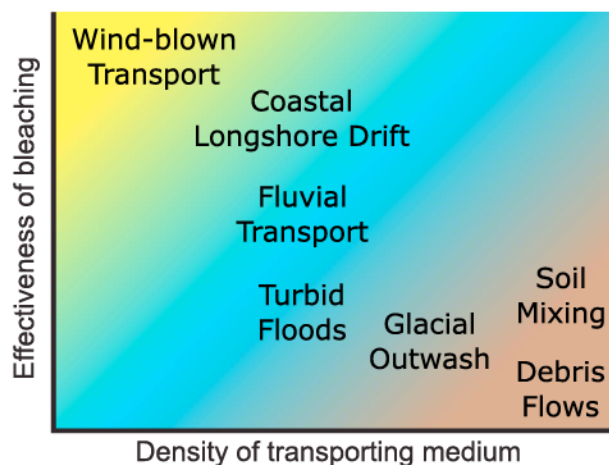 Effectiveness of bleaching
Wind-blown
Transport
Coastal
Longshore Drift
Fluvial
Transport
Turbid
Floods
Glacial
Outwash
Soil
Mixing
Debris
Flows
Density of transporting medium